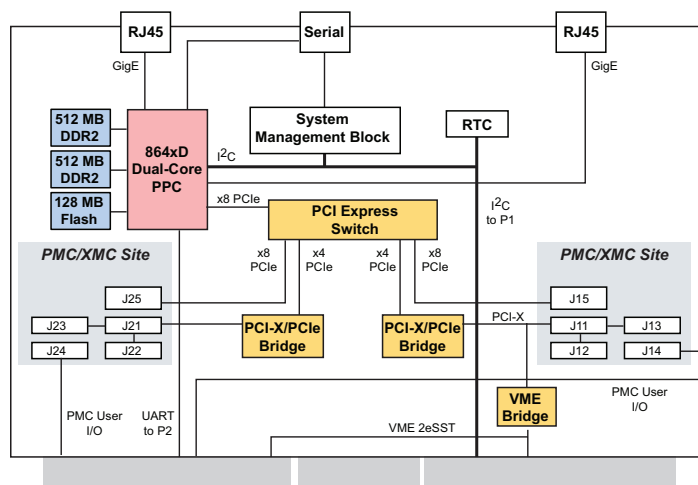 RJ45
Serial
RJ45
GigE
GigE
512 MB
DDR2
512 MB
DDR2
128 MB
Flash
864xD
Dual-Core
PPC
System
Management Block
RTC
I2C
x8 PCIe
PCI Express
Switch
I2C
to P1
x8
PCIe
x4
PCIe
x4
PCIe
x8
PCIe
PMC/XMC Site
J25
J23
J21
J24
J22
PCI-X/PCIe
Bridge
PCI-X/PCIe
Bridge
PCI-X
PMC/XMC Site
J15
J11
J13
J12
J14
VME
Bridge
PMC User
I/O
UART
to P2
VME 2eSST
PMC User
I/O